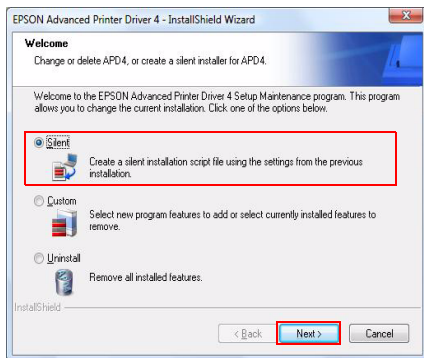 EPSON Advanced Printer Driver 4 - InstallShield Wizard
Welcome
Change or delete APD4, or create a silent installer for APD4.
Welcome to the EPSON Advanced Printer Driver 4 Setup Maintenance program. This program
allows you to change the current installation. Click one of the options below.
Silent
Create a silent installation script file using the settings from the previous
installation.
Custom
Select new program features to add or select currently installed features to
remove.
Uninstall
Remove all installed features.
InstallShield
< Back Next > Cancel